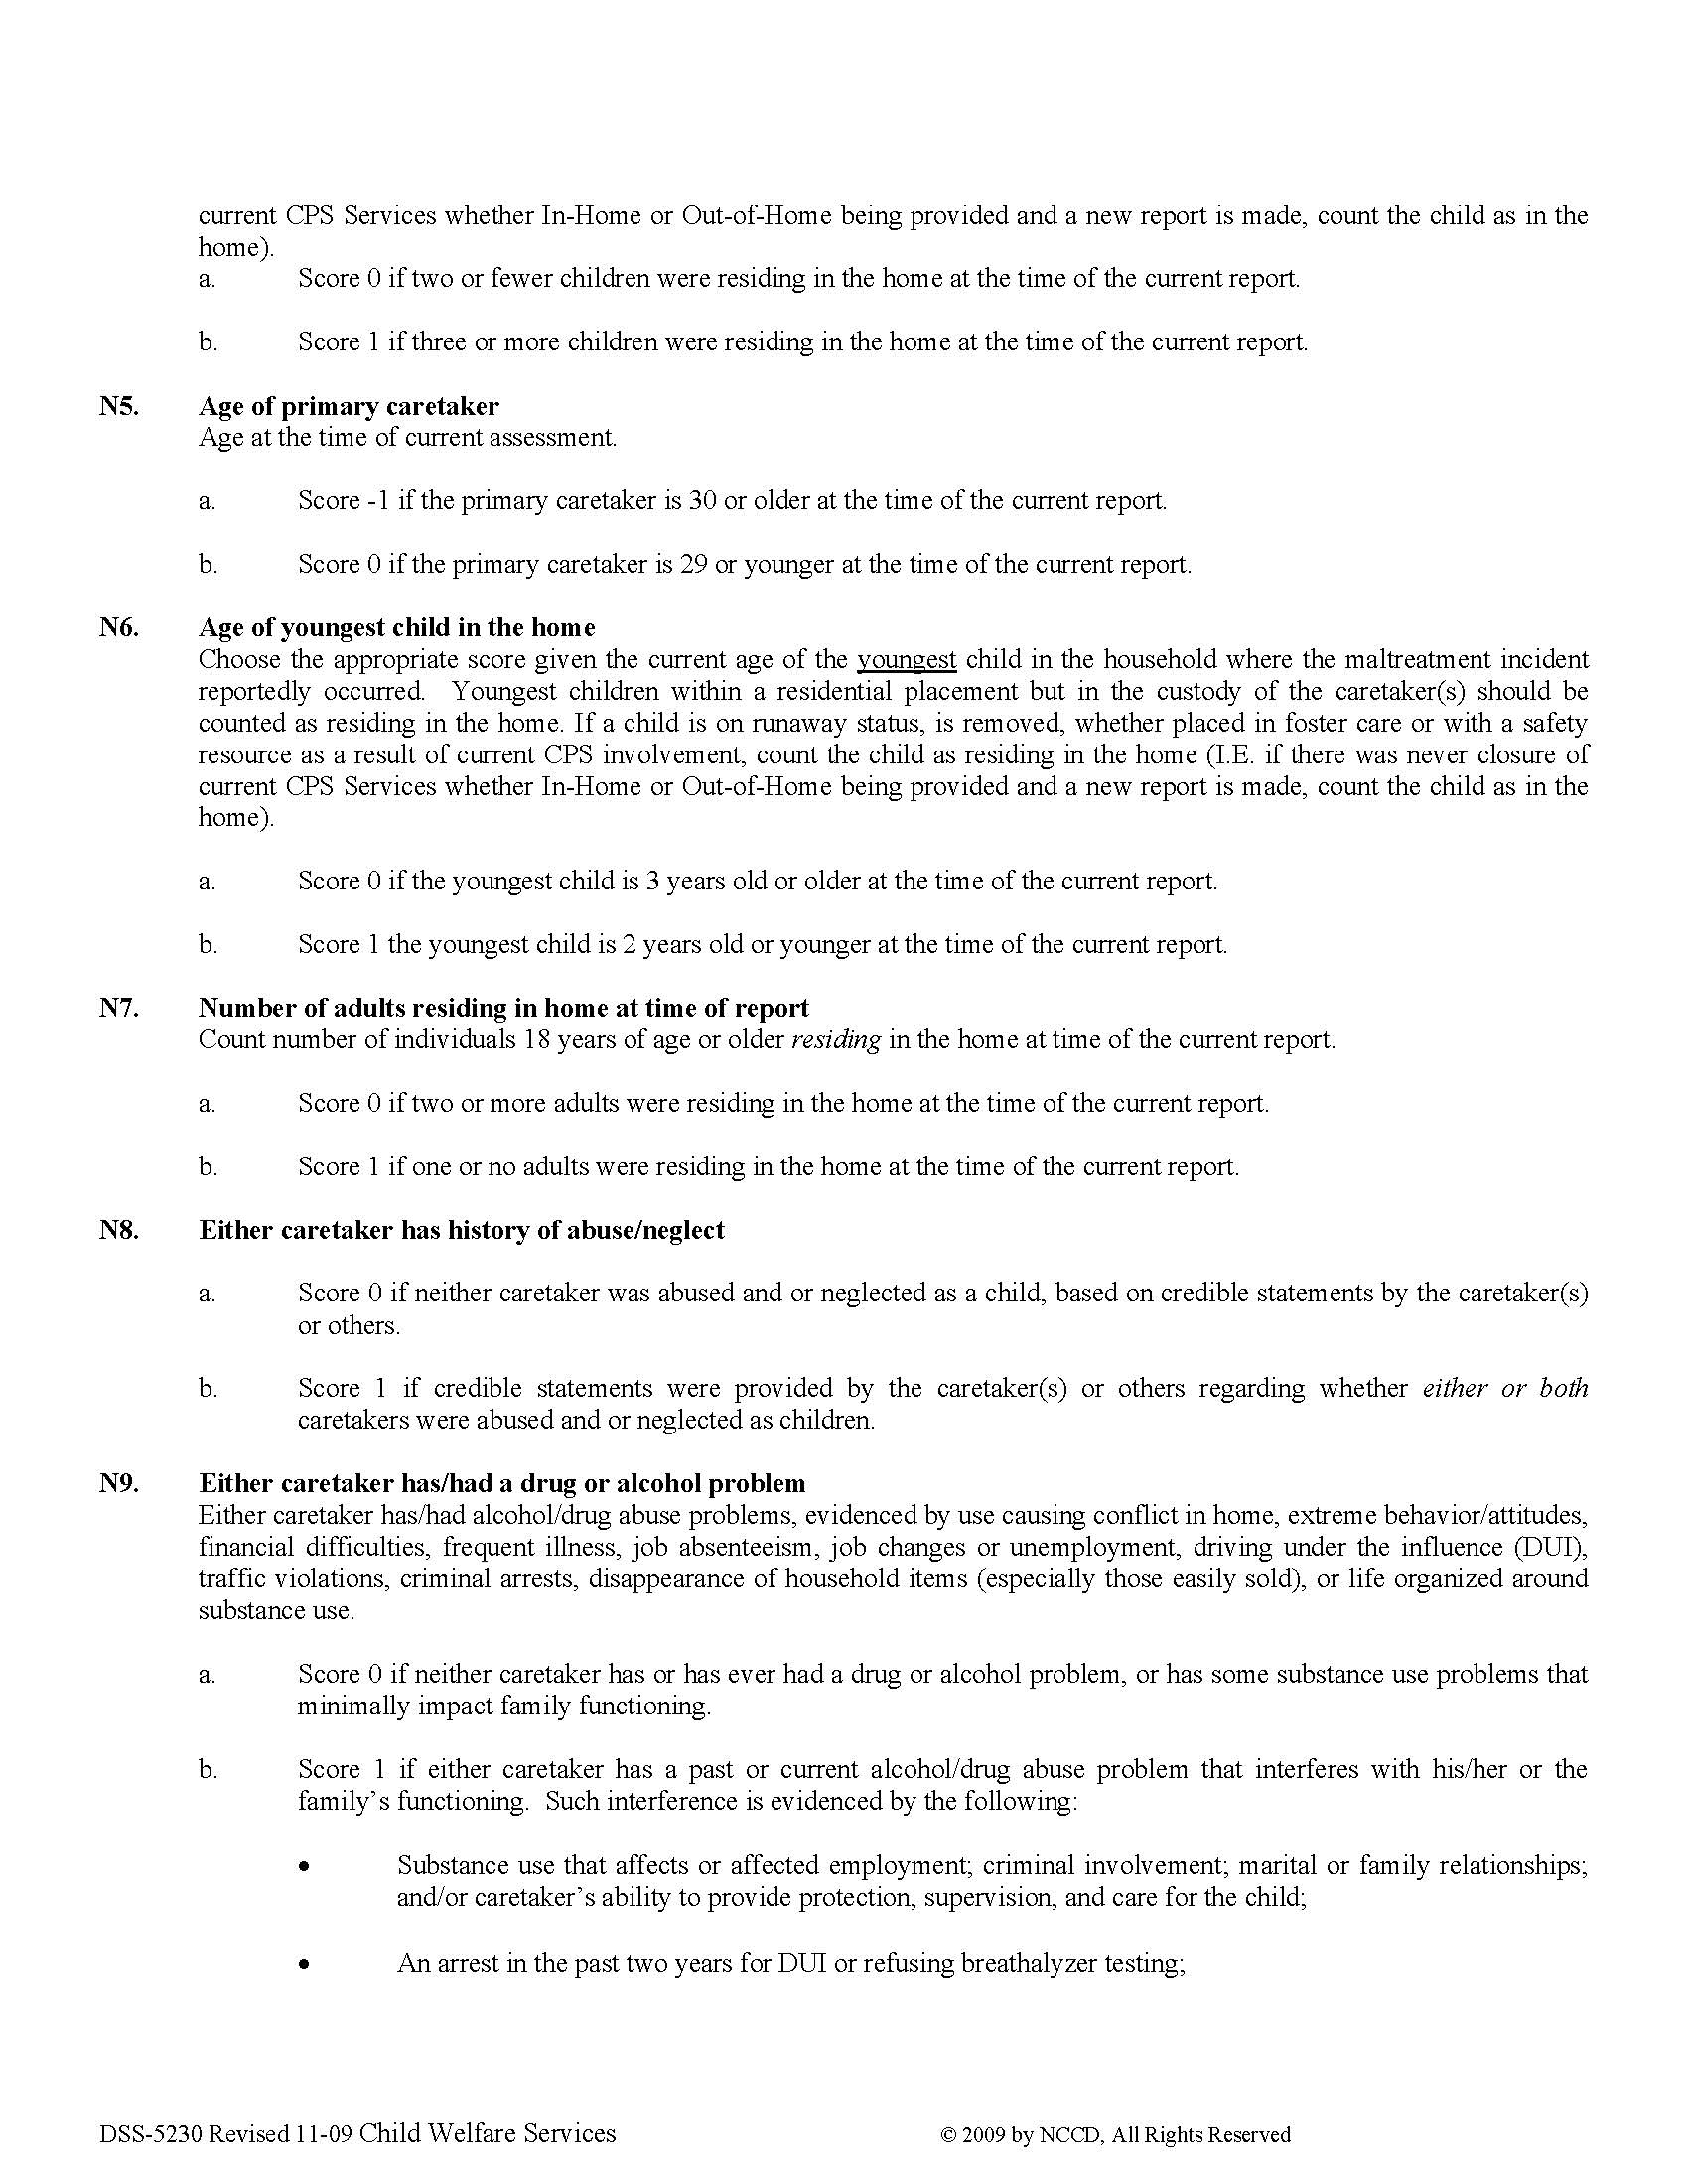 current CPS Services whether In-Home or Out-of-Home being provided and a new report is made, count the child as in the
home).
a. Score 0 if two or fewer children were residing in the home at the time of the current report.
b. Score 1 if three or more children were residing in the home at the time of the current report.
N5. Age of primary caretaker
Age at the time of current assessment.
a. Score -1 if the primary caretaker is 30 or older at the time of the current report.
b. Score 0 if the primary caretaker is 29 or younger at the time of the current report.
N6. Age of youngest child in the home
Choose the appropriate score given the current age of the youngest child in the household where the maltreatment incident
reportedly occurred. Youngest children within a residential placement but in the custody of the caretaker(s) should be
counted as residing in the home. If a child is on runaway status, is removed, whether placed in foster care or with a safety
resource as a result of current CPS involvement, count the child as residing in the home (I.E. if there was never closure of
current CPS Services whether In-Home or Out-of-Home being provided and a new report is made, count the child as in the
home).
a. Score 0 if the youngest child is 3 years old or older at the time of the current report.
b. Score 1 the youngest child is 2 years old or younger at the time of the current report.
N7. Number of adults residing in home at time of report
Count number of individuals 18 years of age or older residing in the home at time of the current report.
a. Score 0 if two or more adults were residing in the home at the time of the current report.
b. Score 1 if one or no adults were residing in the home at the time of the current report.
N8. Either caretaker has history of abuse/neglect
a. Score 0 if neither caretaker was abused and or neglected as a child, based on credible statements by the caretaker(s)
or others.
b. Score 1 if credible statements were provided by the caretaker(s) or others regarding whether either or both
caretakers were abused and or neglected as children.
N9. Either caretaker has/had a drug or alcohol problem
Either caretaker has/had alcohol/drug abuse problems, evidenced by use causing conflict in home, extreme behavior/attitudes,
financial difficulties, frequent illness, job absenteeism, job changes or unemployment, driving under the influence (DUI),
traffic violations, criminal arrests, disappearance of household items (especially those easily sold), or life organized around
substance use.
a. Score 0 if neither caretaker has or has ever had a drug or alcohol problem, or has some substance use problems that
minimally impact family functioning.
b. Score 1 if either caretaker has a past or current alcohol/drug abuse problem that interferes with his/her or the
family’s functioning. Such interference is evidenced by the following:
• Substance use that affects or affected employment; criminal involvement; marital or family relationships;
and/or caretaker’s ability to provide protection, supervision, and care for the child;
• An arrest in the past two years for DUI or refusing breathalyzer testing;
DSS-5230 Revised 11-09 Child Welfare Services © 2009 by NCCD, All Rights Reserved